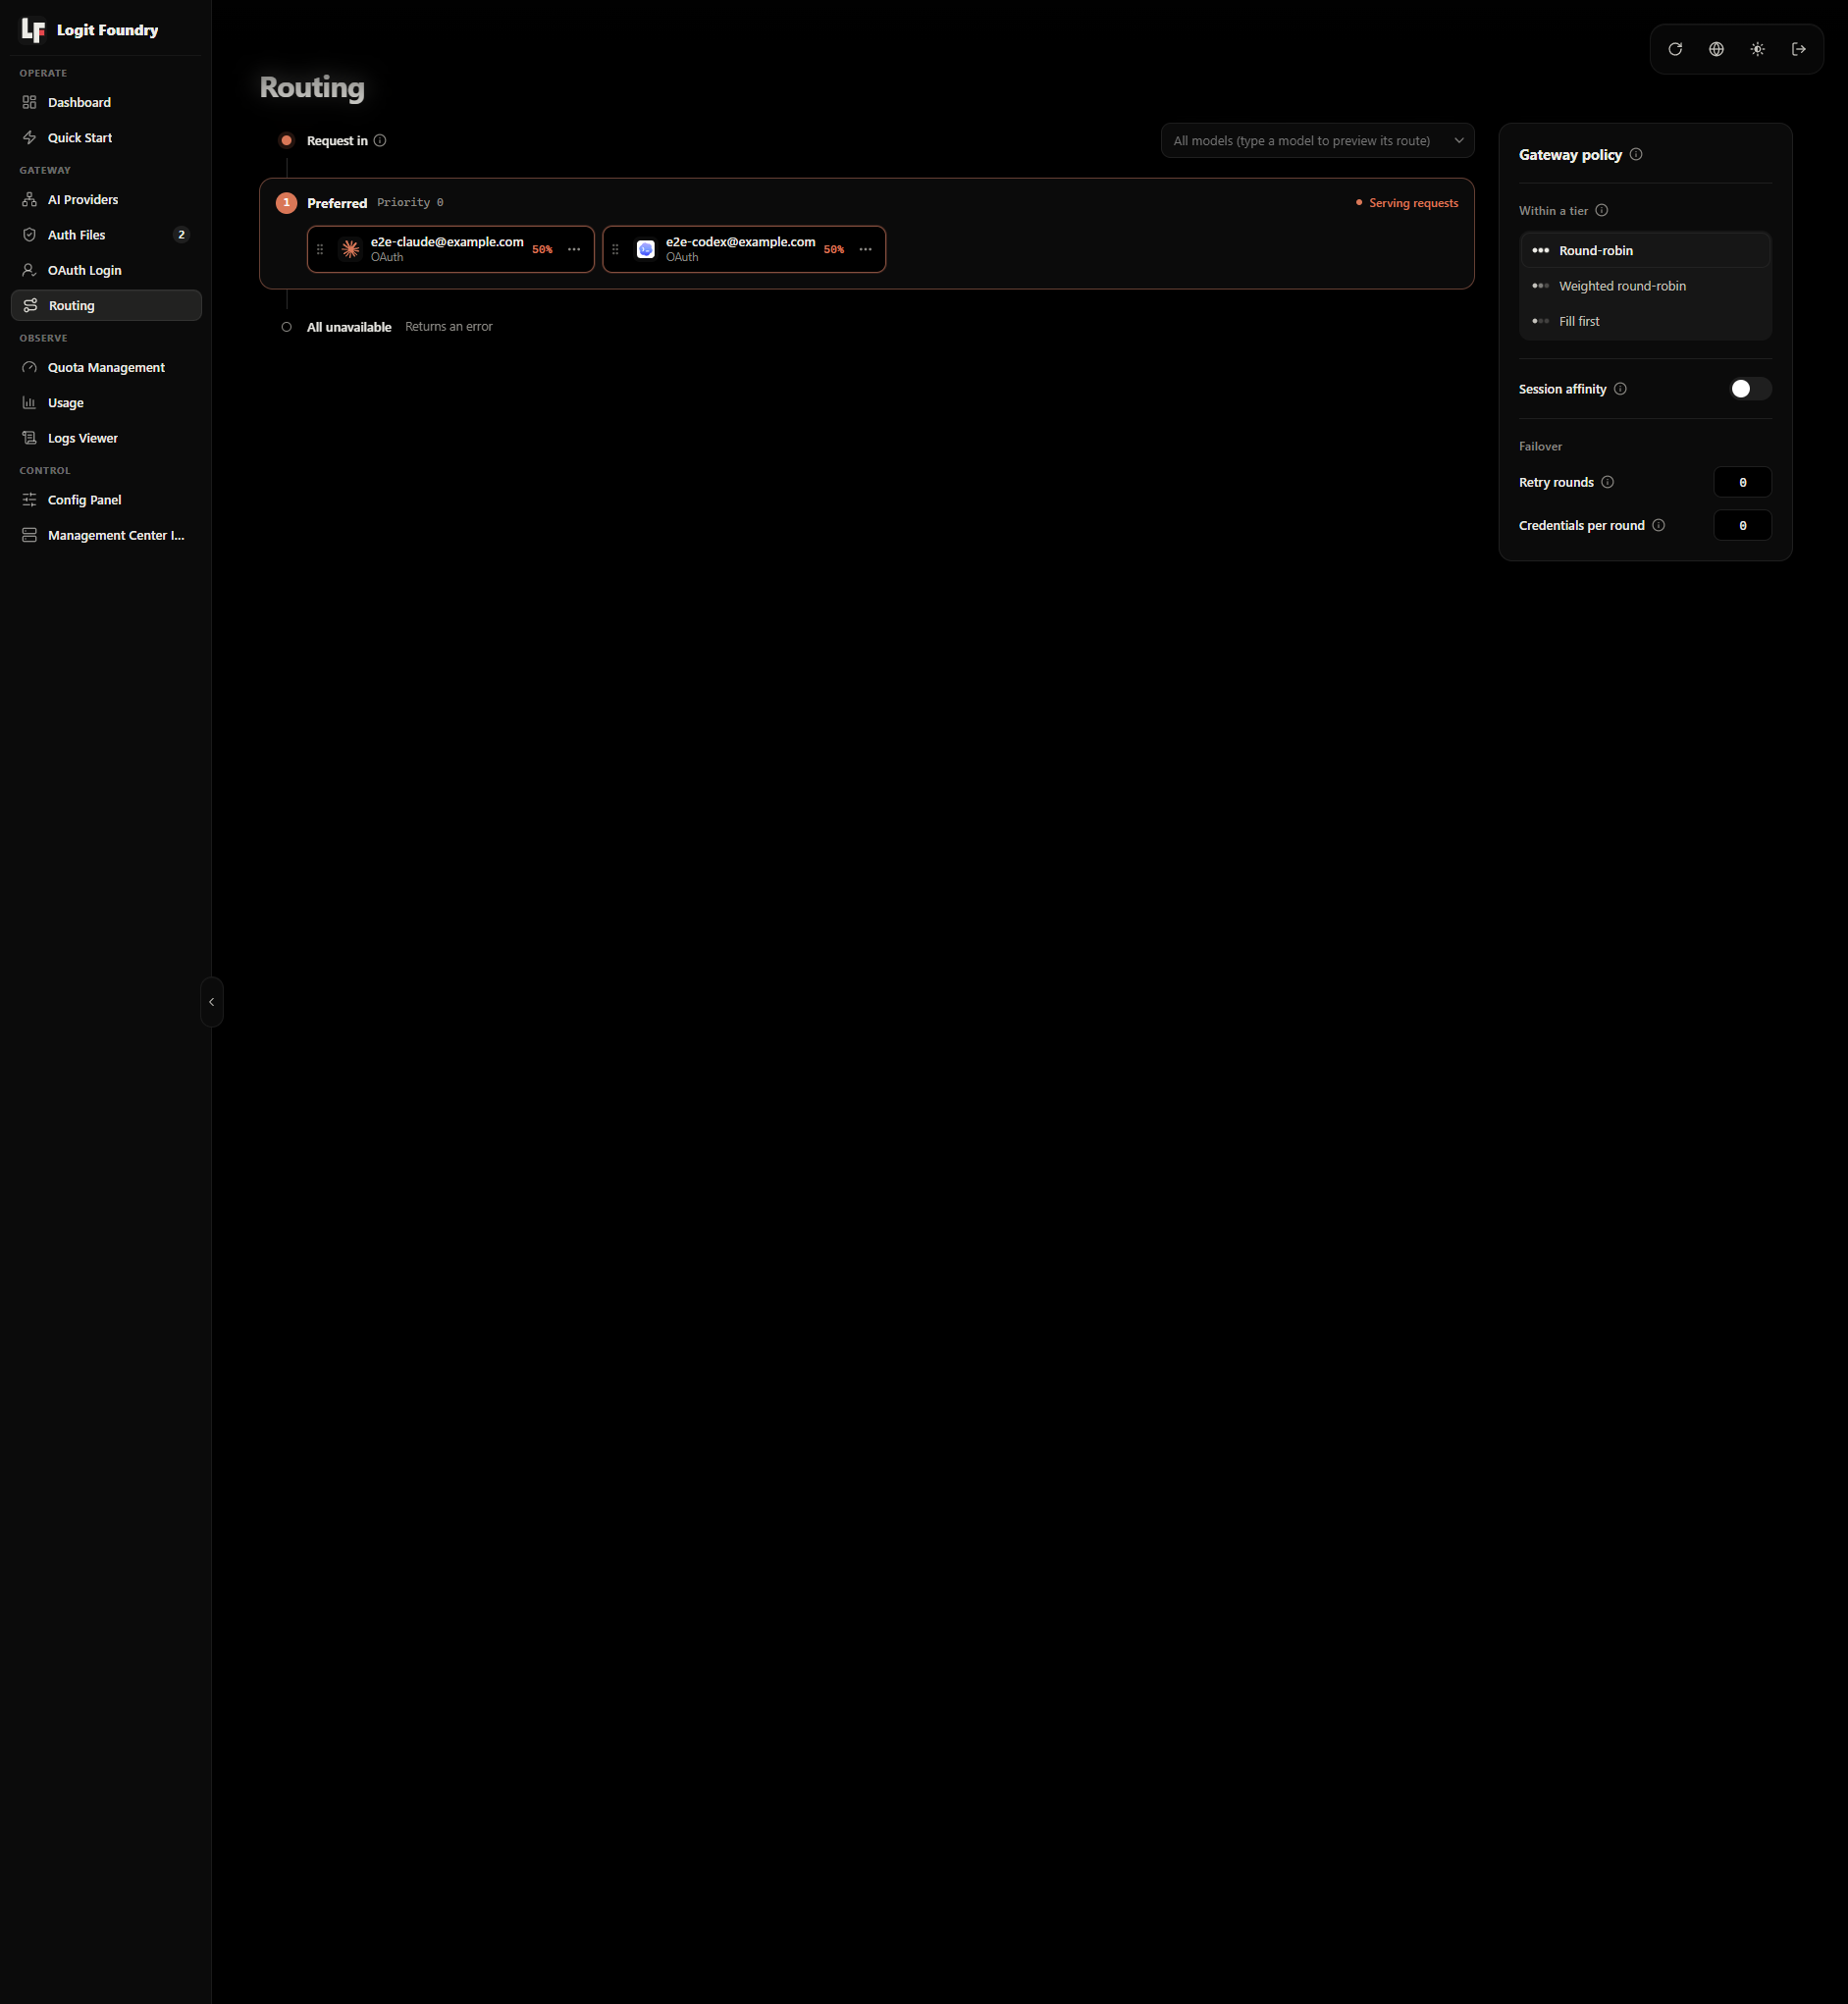 Logit Foundry
OPERATE
Dashboard
Quick Start
GATEWAY
AI Providers
Auth Files 2
OAuth Login
Routing
OBSERVE
Quota Management
Usage
Logs Viewer
CONTROL
Config Panel
Management Center I...
Routing
Request in
All models (type a model to preview its route)
1 Preferred Priority 0
Serving requests
e2e-claude@example.com 50%
OAuth
e2e-codex@example.com 50%
OAuth
All unavailable Returns an error
Gateway policy
Within a tier
Round-robin
Weighted round-robin
Fill first
Session affinity
Failover
Retry rounds 0
Credentials per round 0